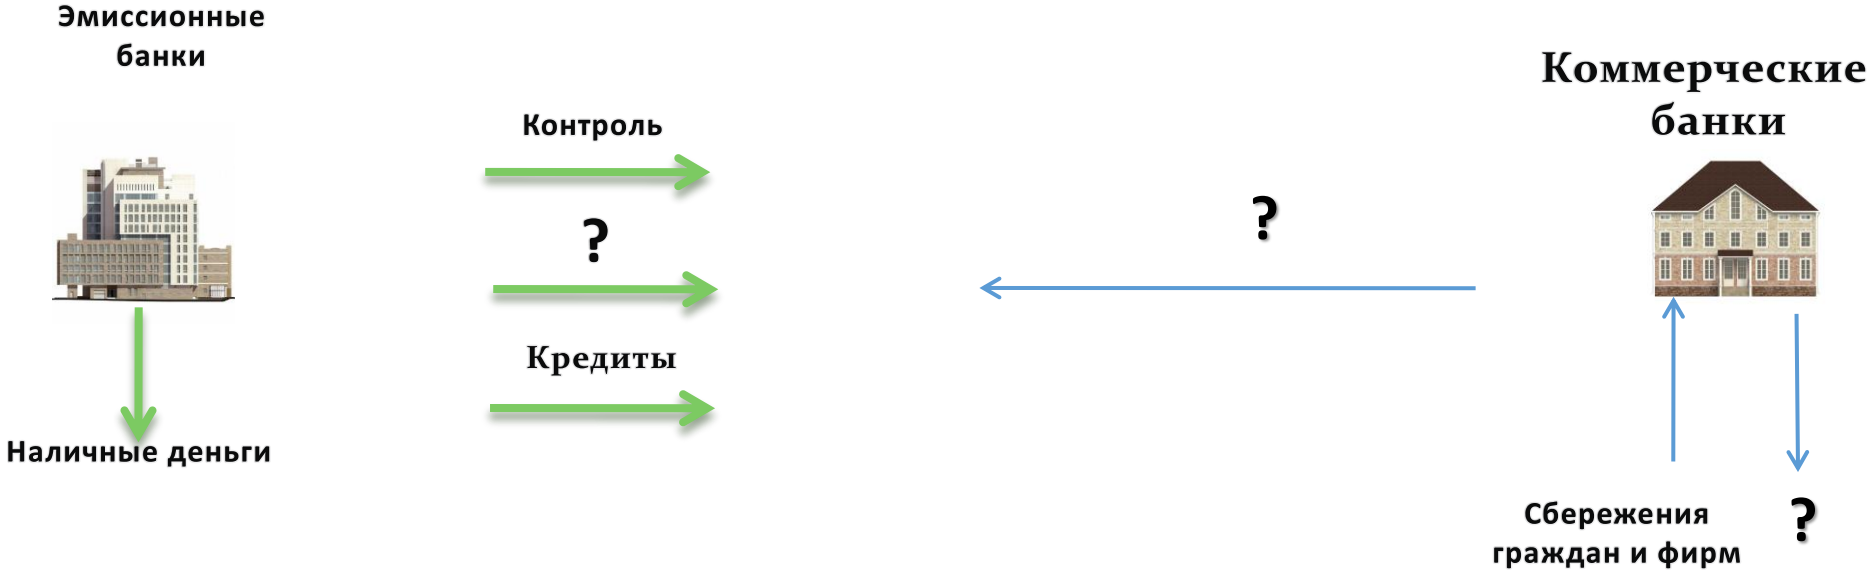 Эмиссионные
банки
Коммерческие
банки
Контроль
?
?
Кредиты
Наличные деньги
Сбережения
граждан и фирм
?